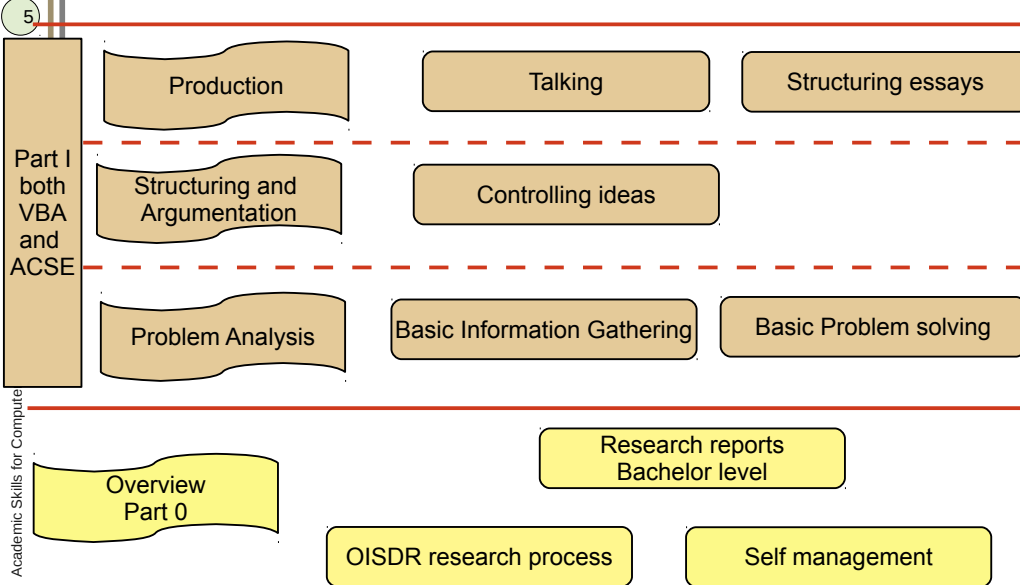 5
Part I
both
VBA
and
ACSE
Production
Talking
Structuring essays
Structuring and
Argumentation
Controlling ideas
Problem Analysis
Basic Information Gathering
Basic Problem solving
Academic Skills for Compute
Overview
Part 0
Research reports
Bachelor level
OISDR research process
Self management